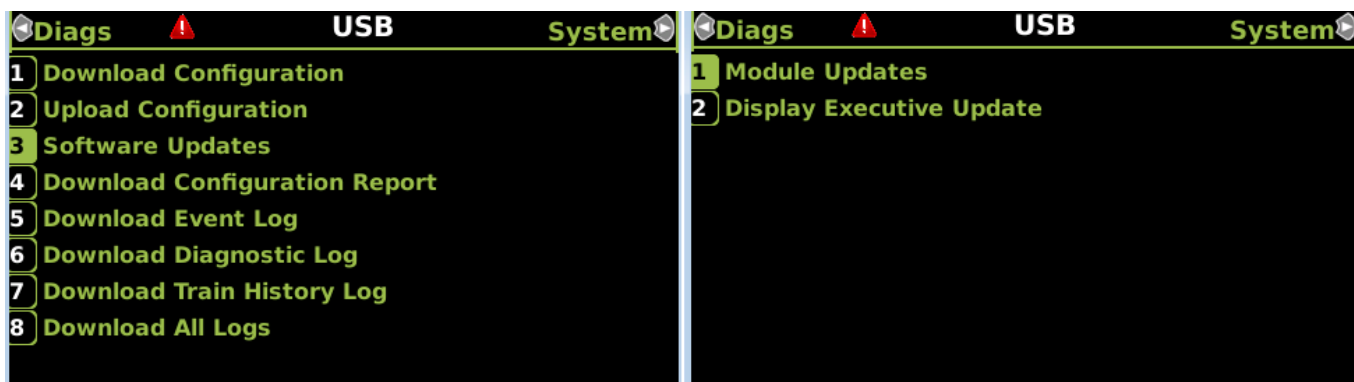 Diags USB System
1 Download Configuration
2 Upload Configuration
3 Software Updates
4 Download Configuration Report
5 Download Event Log
6 Download Diagnostic Log
7 Download Train History Log
8 Download All Logs
Diags USB System
1 Module Updates
2 Display Executive Update